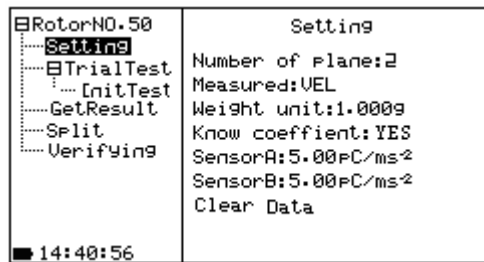 RotorNO.50
Setting
TrialTest
InitTest
GetResult
Split
Verifying
14:40:56
Setting
Number of plane:2
Measured:VEL
Weight unit:1.000g
Know coeffient:YES
SensorA:5.00PC/ms⁻²
SensorB:5.00PC/ms⁻²
Clear Data